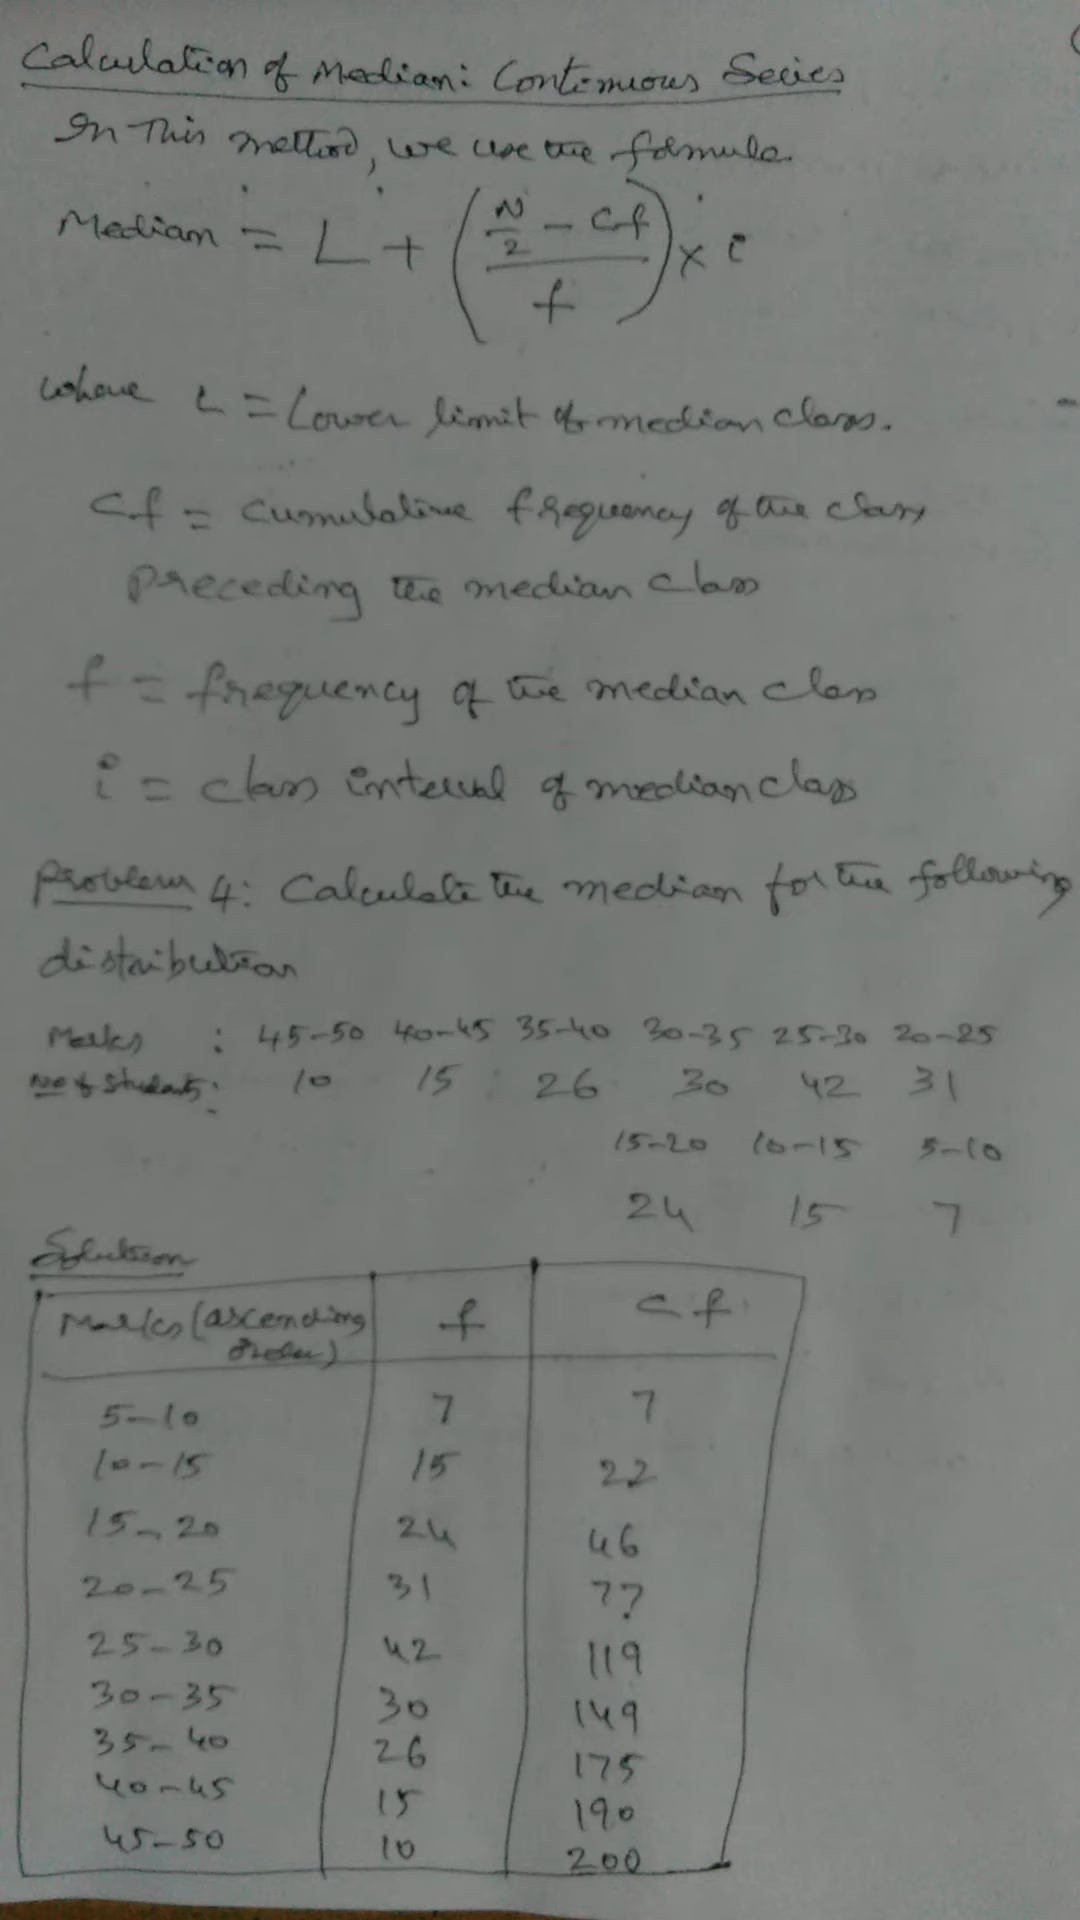 Calculation of Median: Continuous Series
In This method, we use the formula.
Median = L + ( (N/2 - Cf) / f ) × i
where L = Lower limit of median class.
Cf = cumulative frequency of the class
preceding the median class
f = frequency of the median class
i = class interval of median class
Problem 4: Calculate the median for the following
distribution
Marks : 45-50 40-45 35-40 30-35 25-30 20-25
No of Students: 10 15 26 30 42 31
15-20 10-15 5-10
24 15 7
Solution
Marks (ascending order) f c.f.
5-10 7 7
10-15 15 22
15-20 24 46
20-25 31 77
25-30 42 119
30-35 30 149
35-40 26 175
40-45 15 190
45-50 10 200